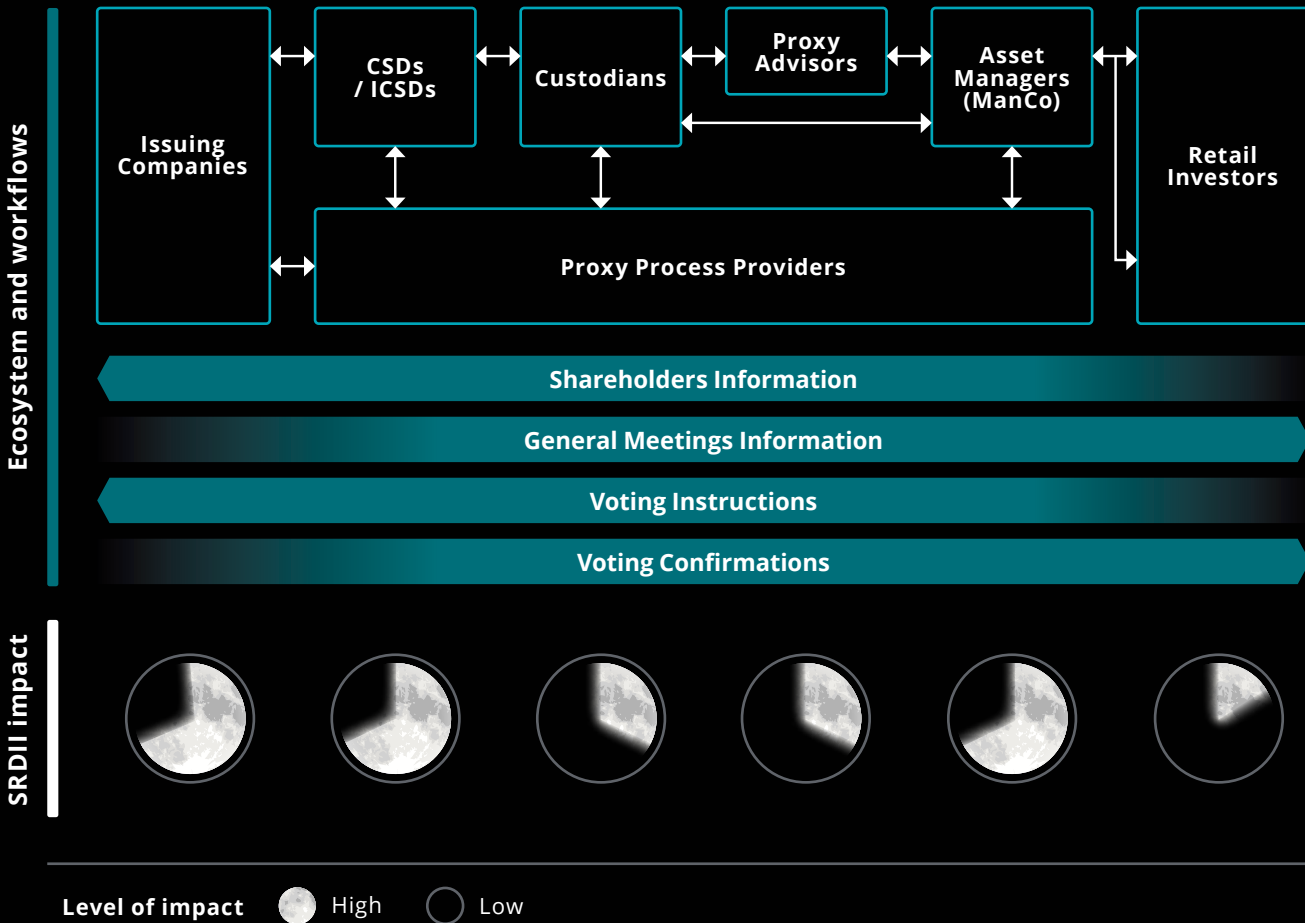 Ecosystem and workflows
Issuing
Companies
CSDs
/ ICSDs
Custodians
Proxy
Advisors
Asset
Managers
(ManCo)
Retail
Investors
Proxy Process Providers
Shareholders Information
General Meetings Information
Voting Instructions
Voting Confirmations
SRDII impact
Level of impact
High
Low